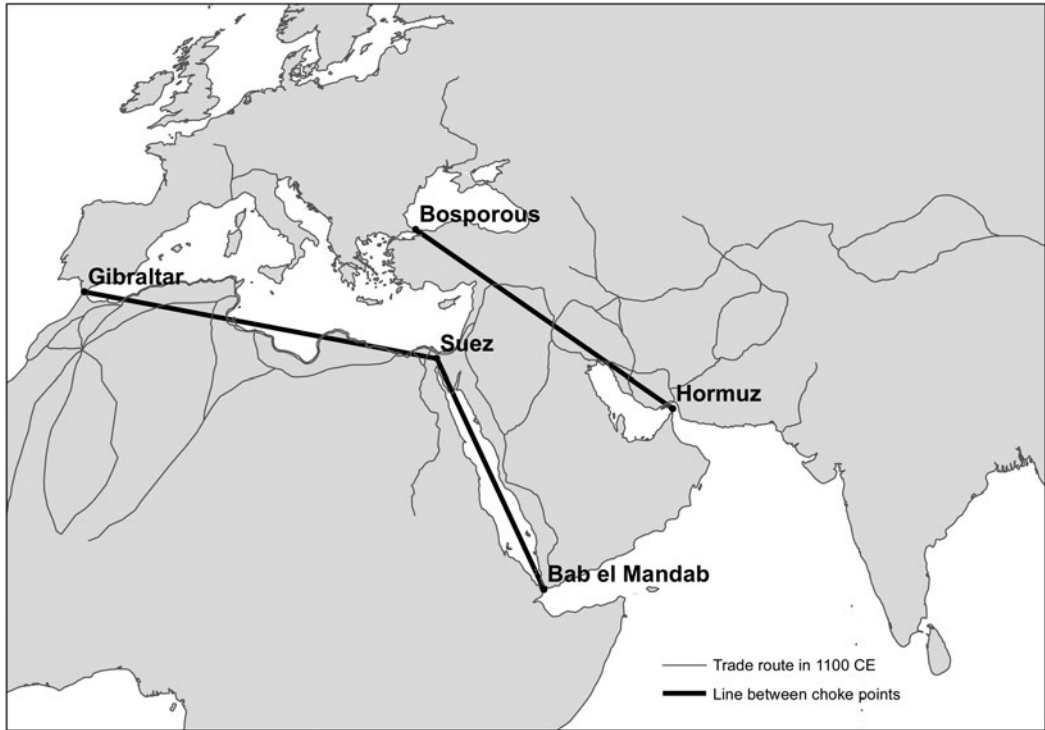 Bosporous
Gibraltar
Suez
Hormuz
Bab el Mandab
Trade route in 1100 CE
Line between choke points